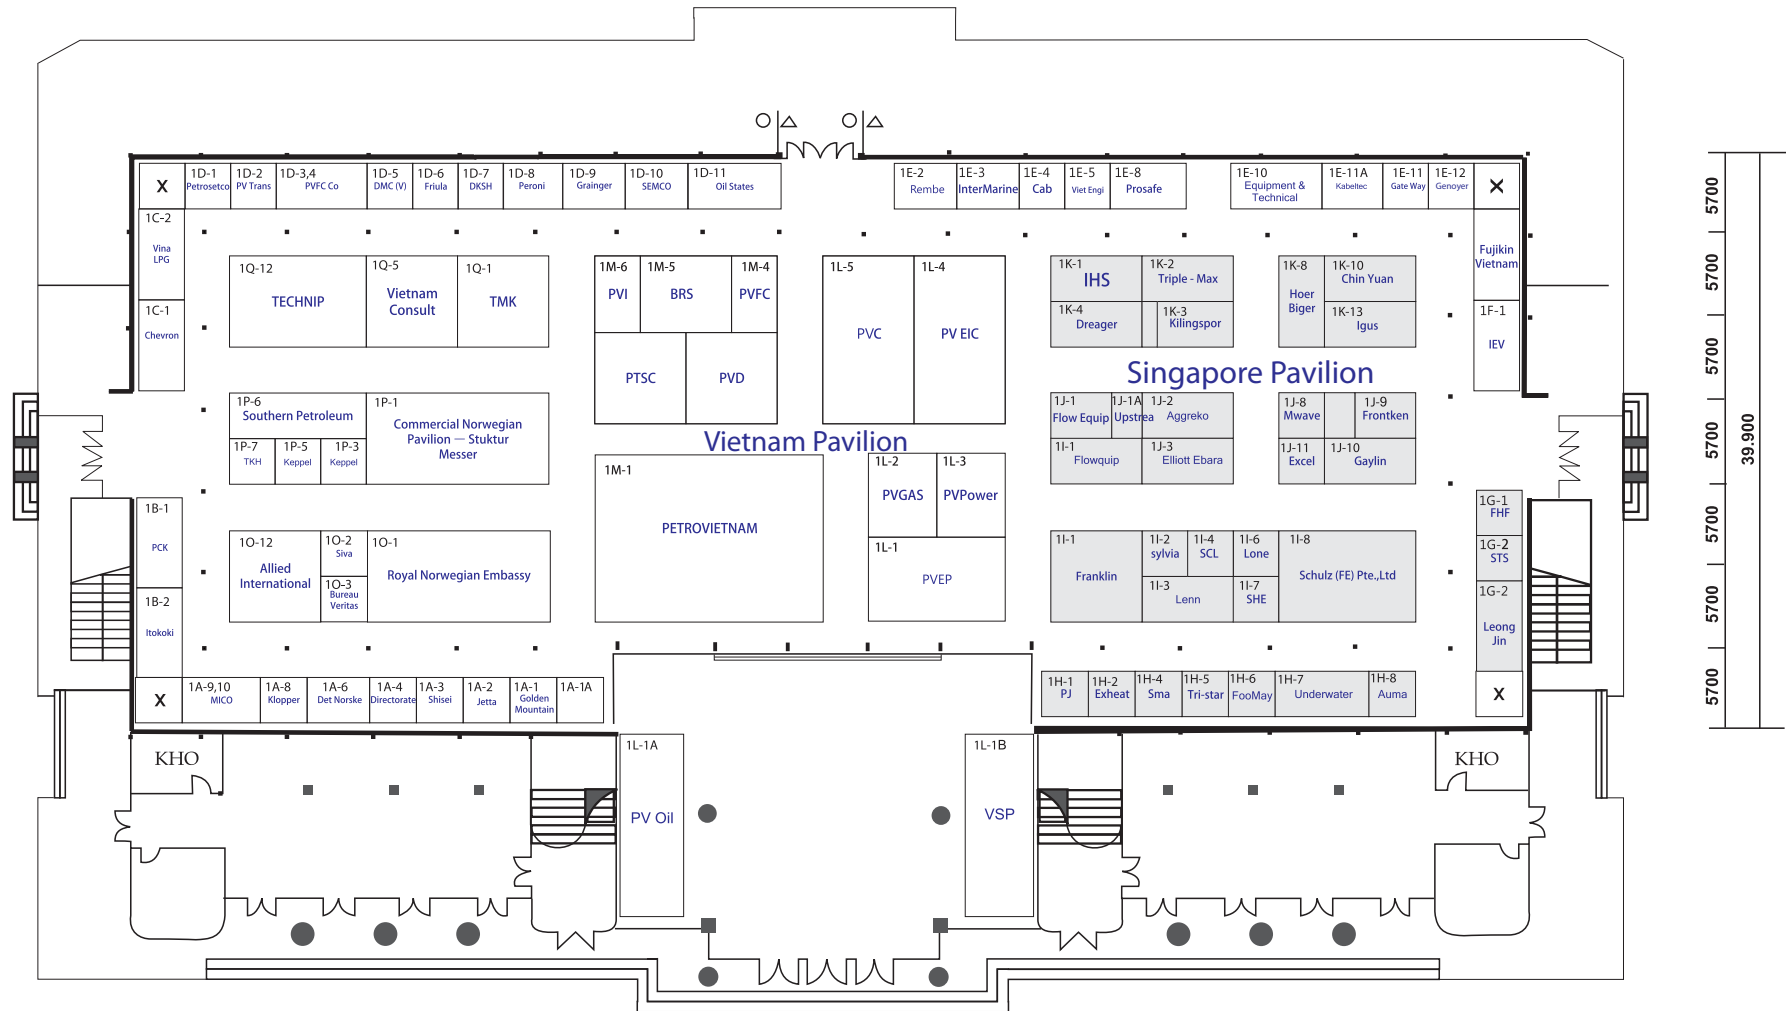 X
1D-1
Petrosetco
1D-2
PV Trans
1D-3,4
PVFC Co
1D-5
DMC (V)
1D-6
Friula
1D-7
DKSH
1D-8
Peroni
1D-9
Grainger
1D-10
SEMCO
1D-11
Oil States
1E-2
Rembe
1E-3
InterMarine
1E-4
Cab
1E-5
Viet Engi
1E-8
Prosafe
1E-10
Equipment &
Technical
1E-11A
Kabeltec
1E-11
Gate Way
1E-12
Genoyer
X
1C-2
Vina
LPG
1C-1
Chevron
1Q-12
TECHNIP
1Q-5
Vietnam
Consult
1Q-1
TMK
1M-6
PVI
1M-5
BRS
1M-4
PVFC
PTSC
PVD
1L-5
PVC
1L-4
PV EIC
1K-1
IHS
1K-2
Triple - Max
1K-4
Dreager
1K-3
Kilingspor
1K-8
Hoer
Biger
1K-10
Chin Yuan
1K-13
Igus
Fujikin
Vietnam
1F-1
IEV
Singapore Pavilion
1P-6
Southern Petroleum
1P-7
TKH
1P-5
Keppel
1P-3
Keppel
1P-1
Commercial Norwegian
Pavilion — Stuktur
Messer
Vietnam Pavilion
1J-1
Flow Equip
1J-1A
Upstrea
1J-2
Aggreko
1I-1
Flowquip
1J-3
Elliott Ebara
1J-8
Mwave
1J-9
Frontken
1J-11
Excel
1J-10
Gaylin
1M-1
PETROVIETNAM
1L-2
PVGAS
1L-3
PVPower
1L-1
PVEP
1B-1
PCK
1B-2
Itokoki
1O-12
Allied
International
1O-2
Siva
1O-3
Bureau
Veritas
1O-1
Royal Norwegian Embassy
1I-1
Franklin
1I-2
sylvia
1I-4
SCL
1I-6
Lone
1I-3
Lenn
1I-7
SHE
1I-8
Schulz (FE) Pte.,Ltd
1G-1
FHF
1G-2
STS
1G-2
Leong
Jin
X
1A-9,10
MICO
1A-8
Klopper
1A-6
Det Norske
1A-4
Directorate
1A-3
Shisei
1A-2
Jetta
1A-1
Golden
Mountain
1A-1A
1H-1
PJ
1H-2
Exheat
1H-4
Sma
1H-5
Tri-star
1H-6
FooMay
1H-7
Underwater
1H-8
Auma
X
KHO
1L-1A
PV Oil
1L-1B
VSP
KHO
5700
5700
5700
5700
5700
5700
5700
39.900